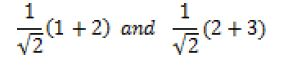 1/√2 (1 + 2) and 1/√2 (2 + 3)